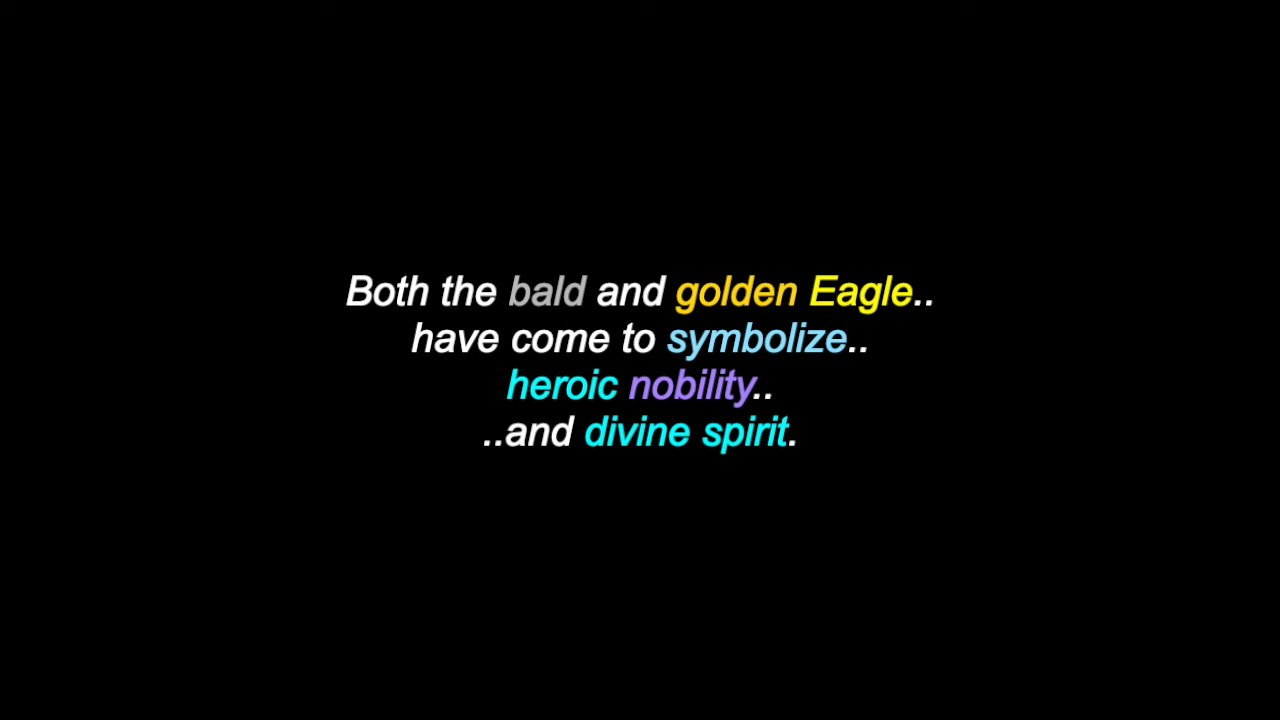 Both the bald and golden Eagle..
have come to symbolize..
heroic nobility..
..and divine spirit.